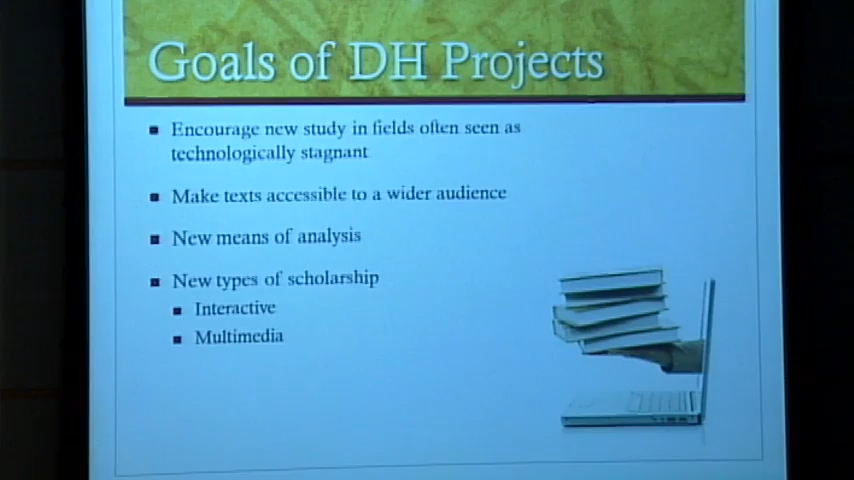 Goals of DH Projects
Encourage new study in fields often seen as
technologically stagnant
Make texts accessible to a wider audience
New means of analysis
New types of scholarship
Interactive
Multimedia